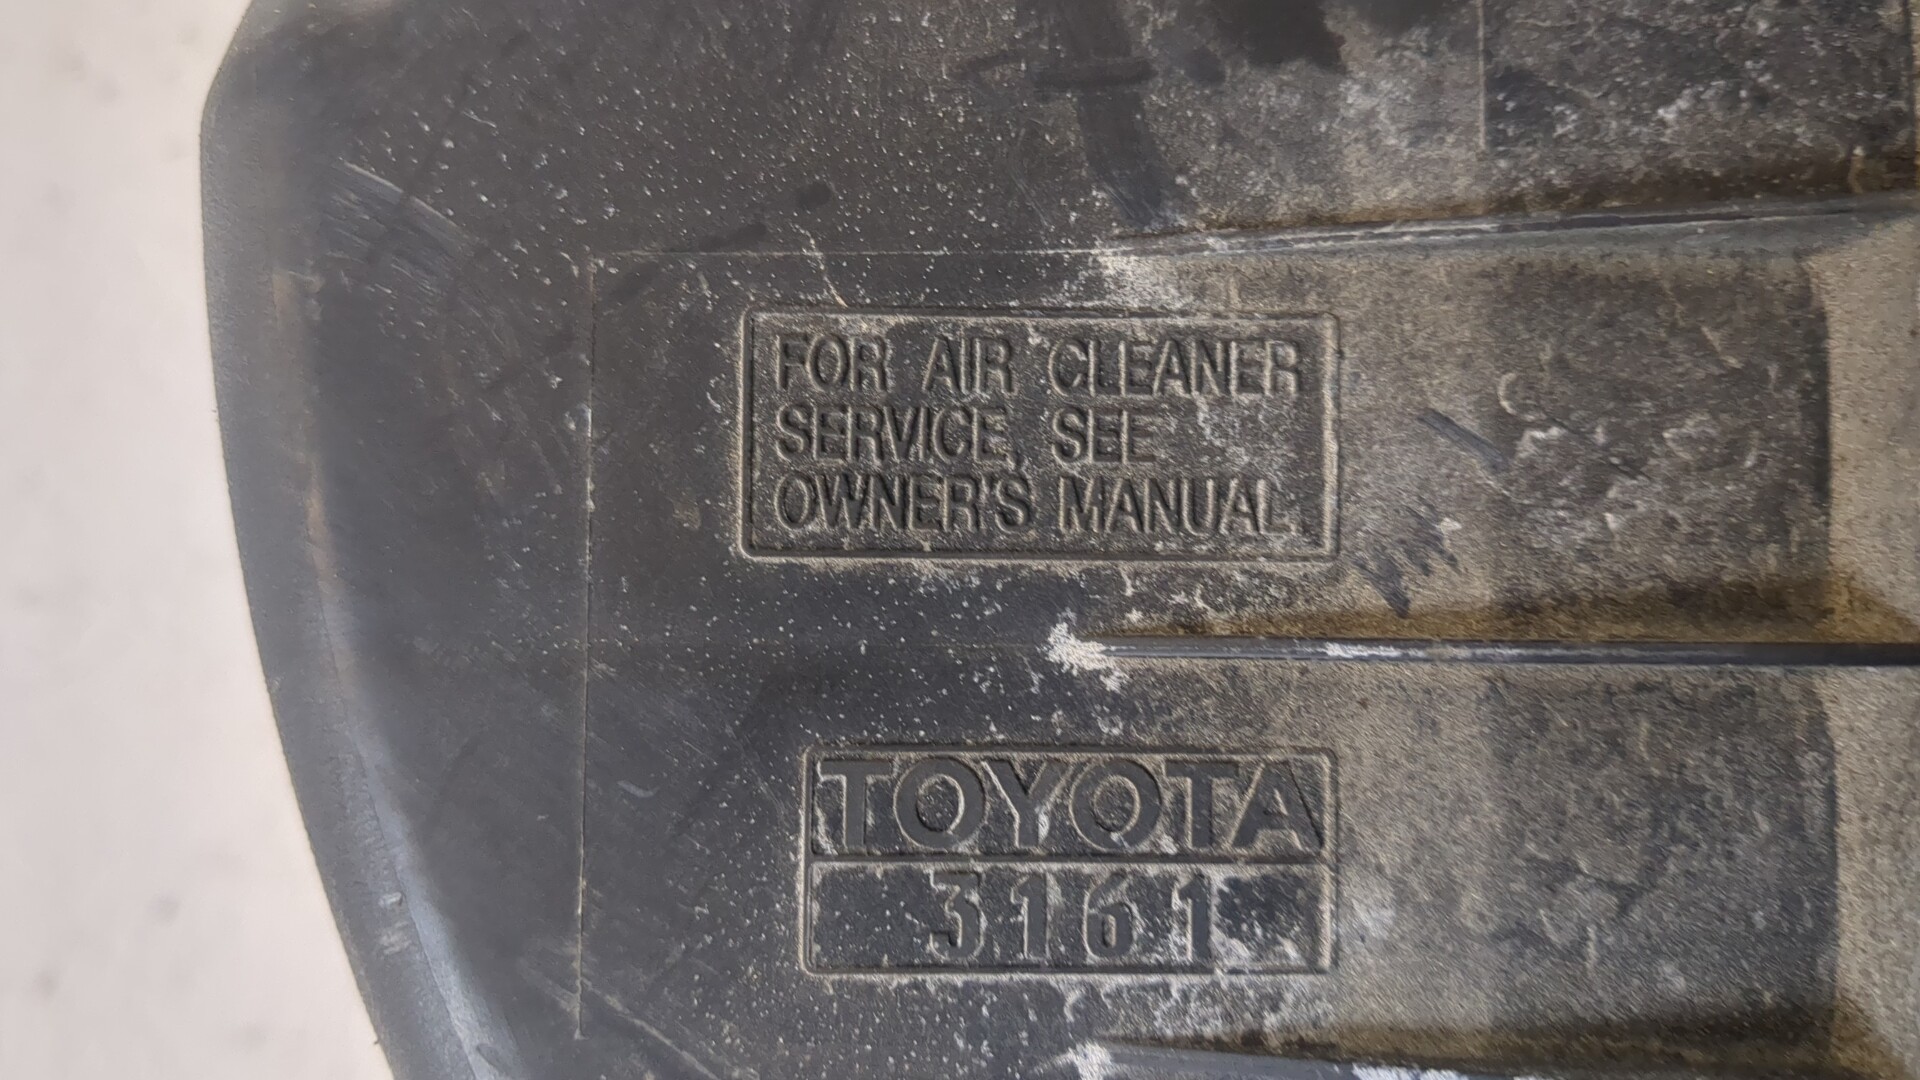 FOR AIR CLEANER
SERVICE, SEE
OWNER'S MANUAL.
TOYOTA
3161